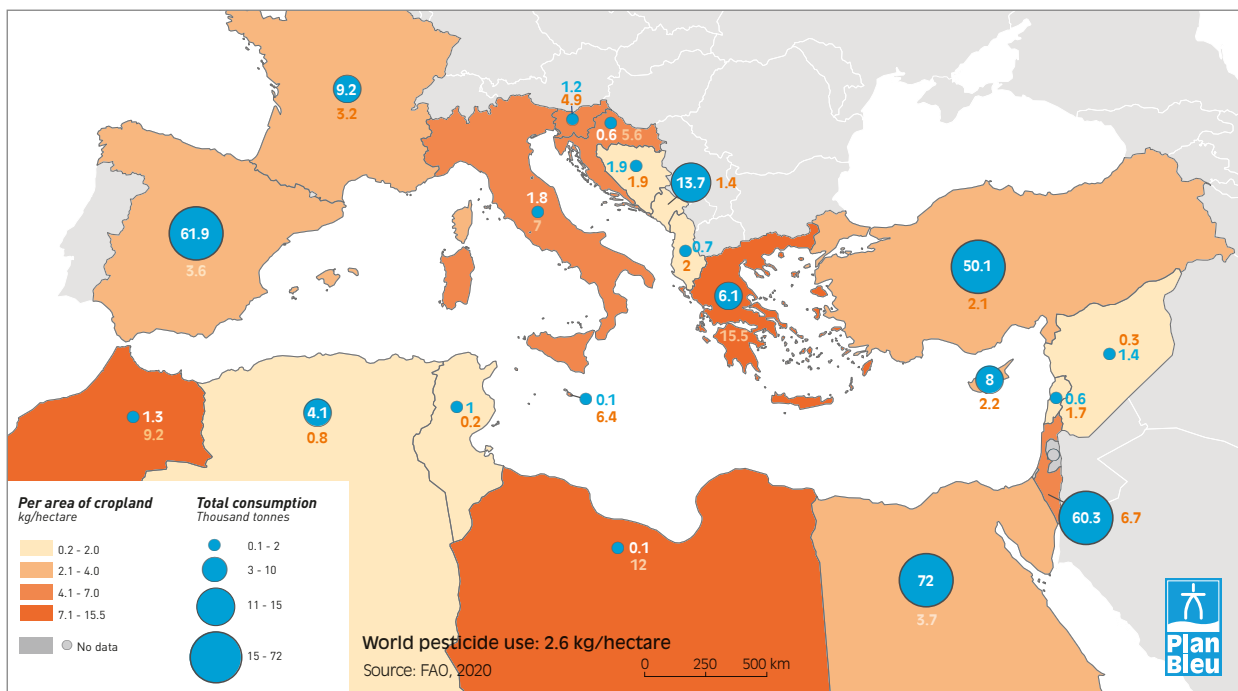 9.2
3.2
1.2
4.9
0.6 5.6
1.9
1.9
13.7 1.4
1.8
7
61.9
3.6
0.7
2
6.1
15.5
50.1
2.1
0.3
1.4
8
2.2
0.6
1.7
1.3
9.2
4.1
0.8
1
0.2
0.1
6.4
60.3 6.7
0.1
12
72
3.7
Per area of cropland
kg/hectare
0.2 - 2.0
2.1 - 4.0
4.1 - 7.0
7.1 - 15.5
No data
Total consumption
Thousand tonnes
0.1 - 2
3 - 10
11 - 15
15 - 72
World pesticide use: 2.6 kg/hectare
Source: FAO, 2020
0 250 500 km
Plan
Bleu